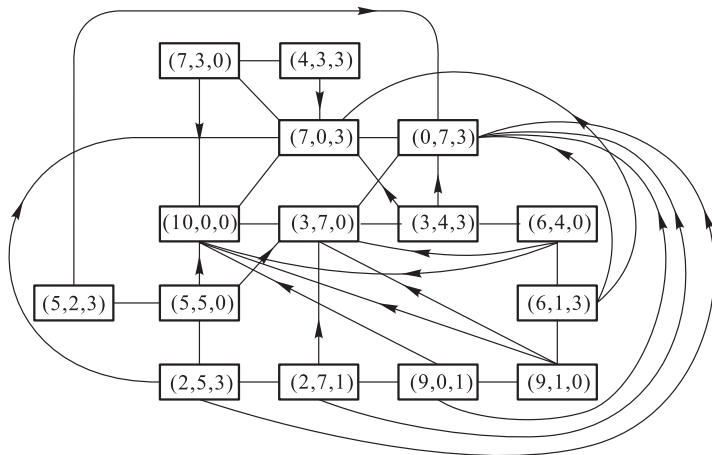 (7,3,0) (4,3,3)
(7,0,3) (0,7,3)
(10,0,0) (3,7,0) (3,4,3) (6,4,0)
(5,2,3) (5,5,0) (6,1,3)
(2,5,3) (2,7,1) (9,0,1) (9,1,0)